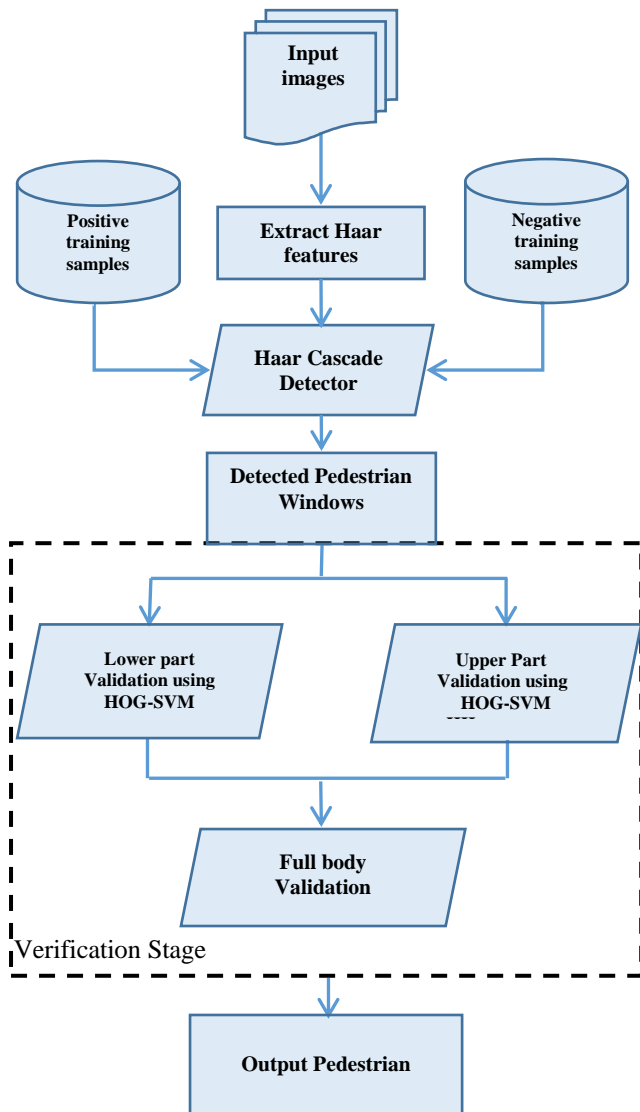 Input
images
Positive
training
samples
Extract Haar
features
Negative
training
samples
Haar Cascade
Detector
Detected Pedestrian
Windows
Lower part
Validation using
HOG-SVM
Upper Part
Validation using
HOG-SVM
Full body
Validation
Verification Stage
Output Pedestrian